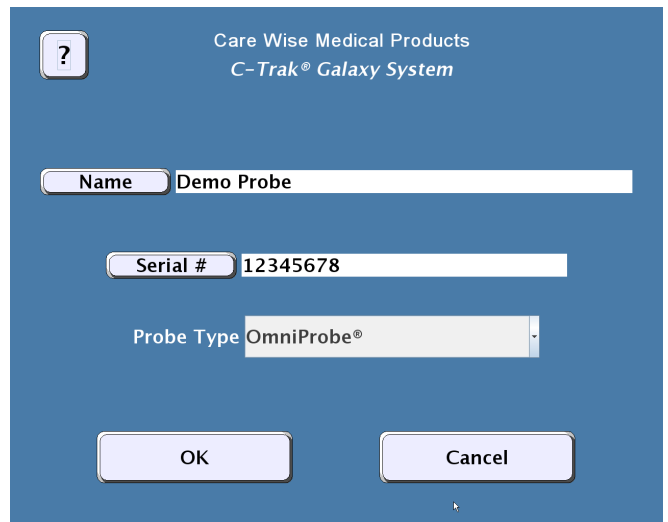 ?
Care Wise Medical Products
C-Trak® Galaxy System
Name Demo Probe
Serial # 12345678
Probe Type OmniProbe®
OK Cancel